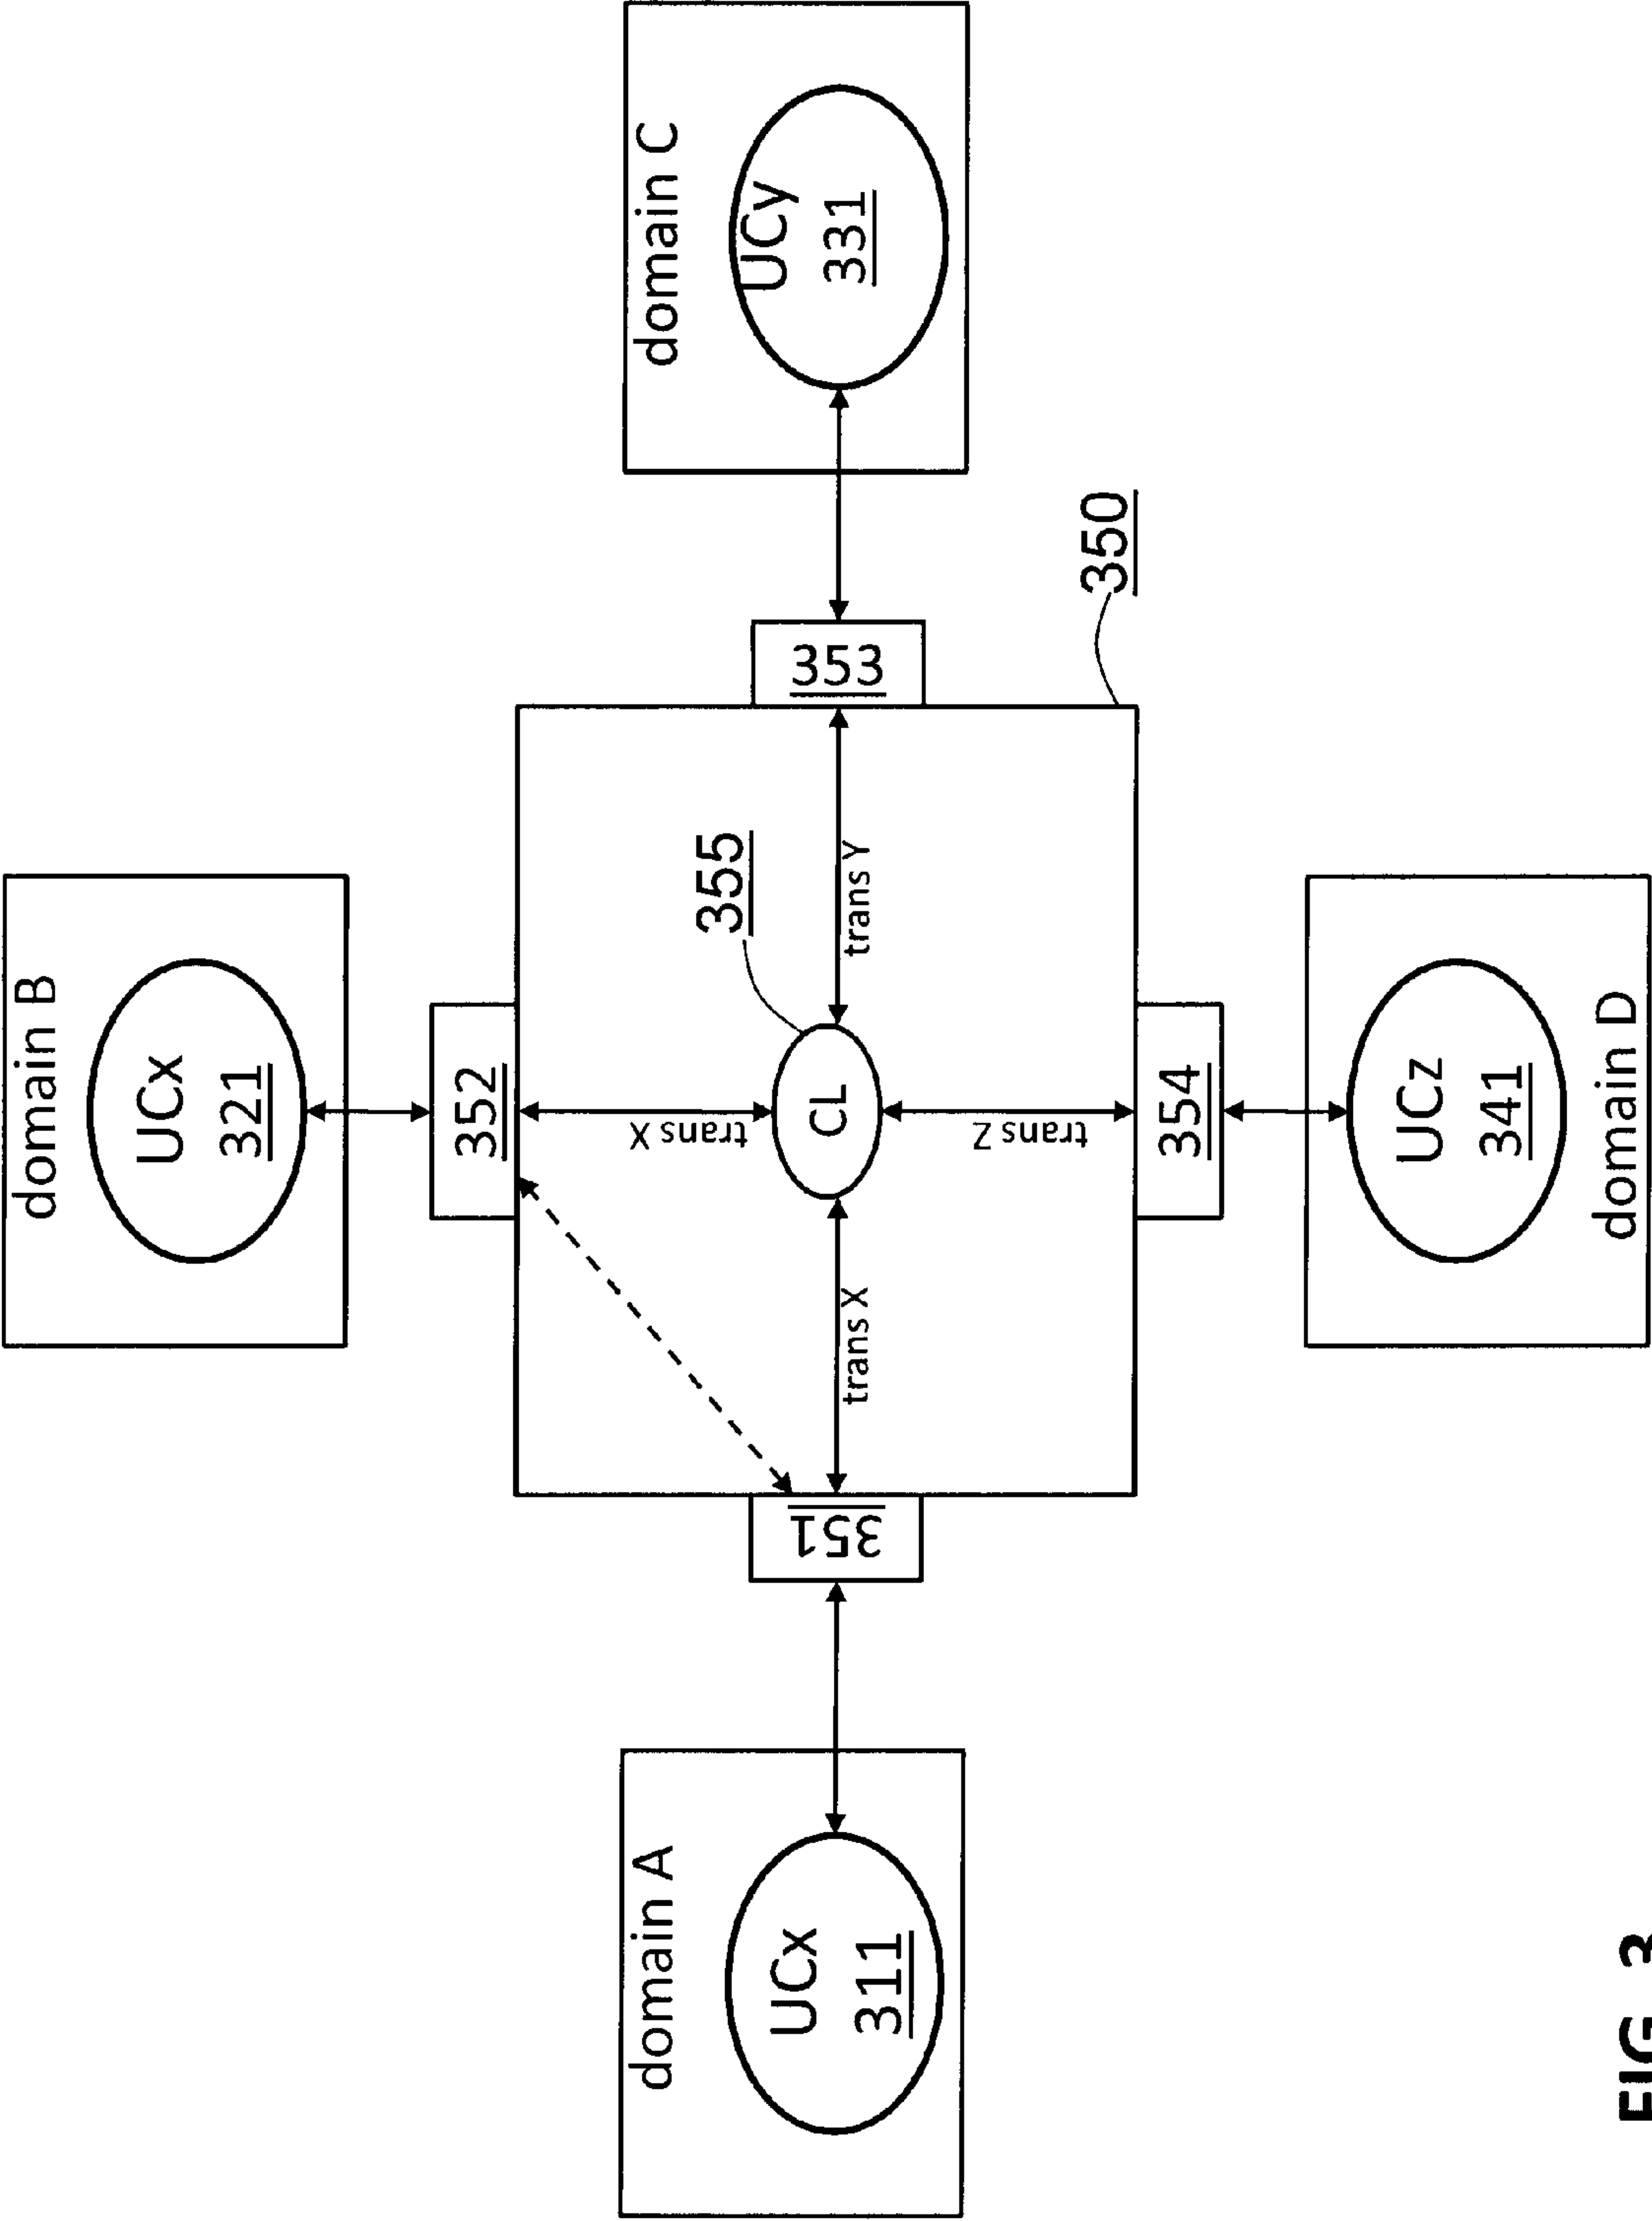 domain B
UCx
321
352
domain A
UCx
311
351
trans X
trans X
CL
355
trans Y
trans Z
353
350
domain C
UCy
331
354
UCz
341
domain D
FIG. 3